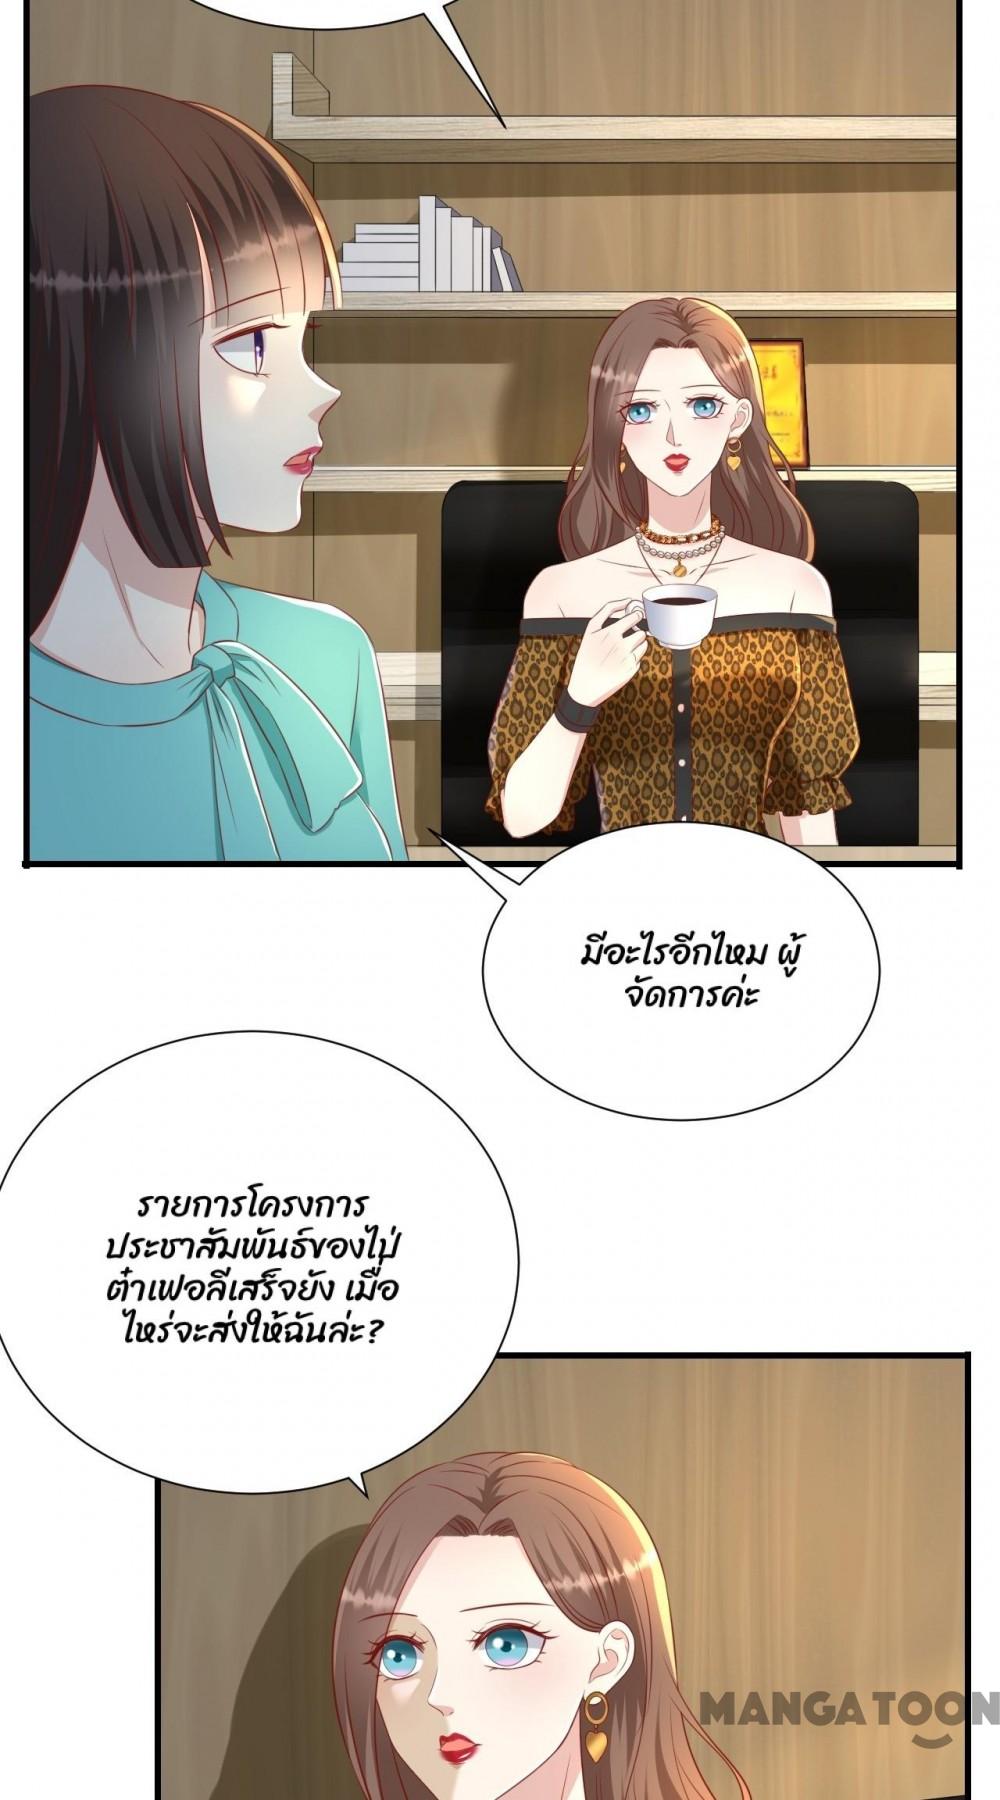 มีอะไรอีกไหม ผู้
จัดการค่ะ
รายการโครงการ
ประชาสัมพันธ์ของไป๋
ต๋าเฟอลีเสร็จยัง เมื่อ
ไหร่จะส่งให้ฉันล่ะ?
MANGATOON